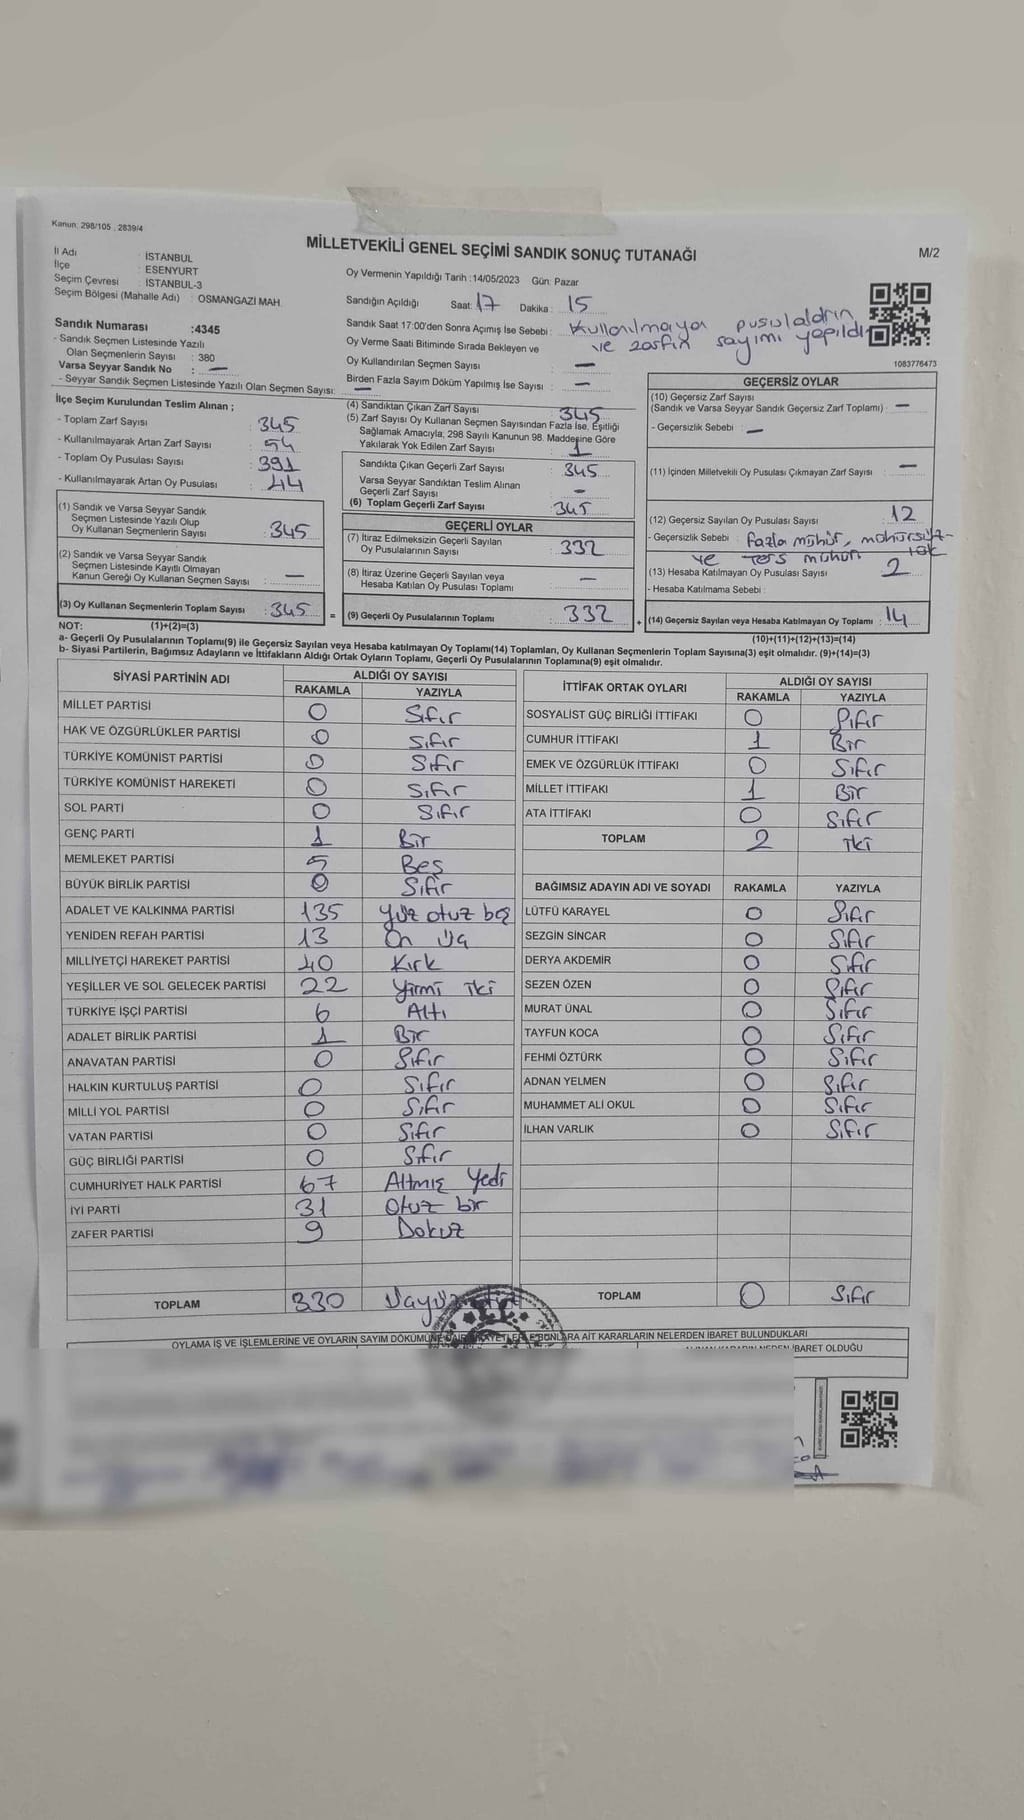 Kanun: 298/105 , 2839/4
MİLLETVEKİLİ GENEL SEÇİMİ SANDIK SONUÇ TUTANAĞI
M/2
İl Adı : İSTANBUL
İlçe : ESENYURT
Seçim Çevresi : İSTANBUL-3
Seçim Bölgesi (Mahalle Adı) : OSMANGAZİ MAH.
Sandık Numarası :4345
- Sandık Seçmen Listesinde Yazılı
Olan Seçmenlerin Sayısı : 380
Varsa Seyyar Sandık No : —
- Seyyar Sandık Seçmen Listesinde Yazılı Olan Seçmen Sayısı: —
Oy Vermenin Yapıldığı Tarih :14/05/2023 Gün: Pazar
Sandığın Açıldığı Saat: 17 Dakika : 15
Sandık Saat 17:00'den Sonra Açımış İse Sebebi : Kullanılmayan pusulaların
ve zarfın sayımı yapıldı
Oy Verme Saati Bitiminde Sırada Bekleyen ve
Oy Kullandırılan Seçmen Sayısı : —
Birden Fazla Sayım Döküm Yapılmış İse Sayısı : —
1083776473
İlçe Seçim Kurulundan Teslim Alınan ;
- Toplam Zarf Sayısı : 345
- Kullanılmayarak Artan Zarf Sayısı : 54
- Toplam Oy Pusulası Sayısı : 391
- Kullanılmayarak Artan Oy Pusulası : 44
(1) Sandık ve Varsa Seyyar Sandık
Seçmen Listesinde Yazılı Olup
Oy Kullanan Seçmenlerin Sayısı : 345
(2) Sandık ve Varsa Seyyar Sandık
Seçmen Listesinde Kayıtlı Olmayan
Kanun Gereği Oy Kullanan Seçmen Sayısı : —
(3) Oy Kullanan Seçmenlerin Toplam Sayısı : 345 =
(4) Sandıktan Çıkan Zarf Sayısı : 345
(5) Zarf Sayısı Oy Kullanan Seçmen Sayısından Fazla İse, Eşitliği
Sağlamak Amacıyla; 298 Sayılı Kanunun 98. Maddesine Göre
Yakılarak Yok Edilen Zarf Sayısı : 1
Sandıkta Çıkan Geçerli Zarf Sayısı : 345
Varsa Seyyar Sandıktan Teslim Alınan
Geçerli Zarf Sayısı : —
(6) Toplam Geçerli Zarf Sayısı : 345
GEÇERLİ OYLAR
(7) İtiraz Edilmeksizin Geçerli Sayılan
Oy Pusulalarının Sayısı : 332
(8) İtiraz Üzerine Geçerli Sayılan veya
Hesaba Katılan Oy Pusulası Toplamı : —
(9) Geçerli Oy Pusulalarının Toplamı : 332 +
GEÇERSİZ OYLAR
(10) Geçersiz Zarf Sayısı
(Sandık ve Varsa Seyyar Sandık Geçersiz Zarf Toplamı) : —
- Geçersizlik Sebebi : —
(11) İçinden Milletvekili Oy Pusulası Çıkmayan Zarf Sayısı : —
(12) Geçersiz Sayılan Oy Pusulası Sayısı : 12
- Geçersizlik Sebebi : fazla mühür, mühürsüz-
ve ters mühür
(13) Hesaba Katılmayan Oy Pusulası Sayısı : 2
- Hesaba Katılmama Sebebi :
(14) Geçersiz Sayılan veya Hesaba Katılmayan Oy Toplamı : 14
NOT: (1)+(2)=(3)
(10)+(11)+(12)+(13)=(14)
a- Geçerli Oy Pusulalarının Toplamı(9) ile Geçersiz Sayılan veya Hesaba katılmayan Oy Toplamı(14) Toplamları, Oy Kullanan Seçmenlerin Toplam Sayısına(3) eşit olmalıdır. (9)+(14)=(3)
b- Siyasi Partilerin, Bağımsız Adayların ve İttifakların Aldığı Ortak Oyların Toplamı, Geçerli Oy Pusulalarının Toplamına(9) eşit olmalıdır.
SİYASİ PARTİNİN ADI
ALDIĞI OY SAYISI
RAKAMLA YAZIYLA
MİLLET PARTİSİ 0 Sıfır
HAK VE ÖZGÜRLÜKLER PARTİSİ 0 Sıfır
TÜRKİYE KOMÜNİST PARTİSİ 0 Sıfır
TÜRKİYE KOMÜNİST HAREKETİ 0 Sıfır
SOL PARTİ 0 Sıfır
GENÇ PARTİ 1 Bir
MEMLEKET PARTİSİ 5 Beş
BÜYÜK BİRLİK PARTİSİ 0 Sıfır
ADALET VE KALKINMA PARTİSİ 135 Yüz otuz beş
YENİDEN REFAH PARTİSİ 13 On Üç
MİLLİYETÇİ HAREKET PARTİSİ 40 Kırk
YEŞİLLER VE SOL GELECEK PARTİSİ 22 Yirmi iki
TÜRKİYE İŞÇİ PARTİSİ 6 Altı
ADALET BİRLİK PARTİSİ 1 Bir
ANAVATAN PARTİSİ 0 Sıfır
HALKIN KURTULUŞ PARTİSİ 0 Sıfır
MİLLİ YOL PARTİSİ 0 Sıfır
VATAN PARTİSİ 0 Sıfır
GÜÇ BİRLİĞİ PARTİSİ 0 Sıfır
CUMHURİYET HALK PARTİSİ 67 Altmış Yedi
İYİ PARTİ 31 Otuz bir
ZAFER PARTİSİ 9 Dokuz
TOPLAM 330
İTTİFAK ORTAK OYLARI
ALDIĞI OY SAYISI
RAKAMLA YAZIYLA
SOSYALİST GÜÇ BİRLİĞİ İTTİFAKI 0 Sıfır
CUMHUR İTTİFAKI 1 Bir
EMEK VE ÖZGÜRLÜK İTTİFAKI 0 Sıfır
MİLLET İTTİFAKI 1 Bir
ATA İTTİFAKI 0 Sıfır
TOPLAM 2 İki
BAĞIMSIZ ADAYIN ADI VE SOYADI RAKAMLA YAZIYLA
LÜTFÜ KARAYEL 0 Sıfır
SEZGİN SİNCAR 0 Sıfır
DERYA AKDEMİR 0 Sıfır
SEZEN ÖZEN 0 Sıfır
MURAT ÜNAL 0 Sıfır
TAYFUN KOCA 0 Sıfır
FEHMİ ÖZTÜRK 0 Sıfır
ADNAN YELMEN 0 Sıfır
MUHAMMET ALİ OKUL 0 Sıfır
İLHAN VARLIK 0 Sıfır
TOPLAM 0 Sıfır
OYLAMA İŞ VE İŞLEMLERİNE VE OYLARIN SAYIM DÖKÜMÜNE BUNLARA AİT KARARLARIN NELERDEN İBARET BULUNDUKLARI
İBARET OLDUĞU